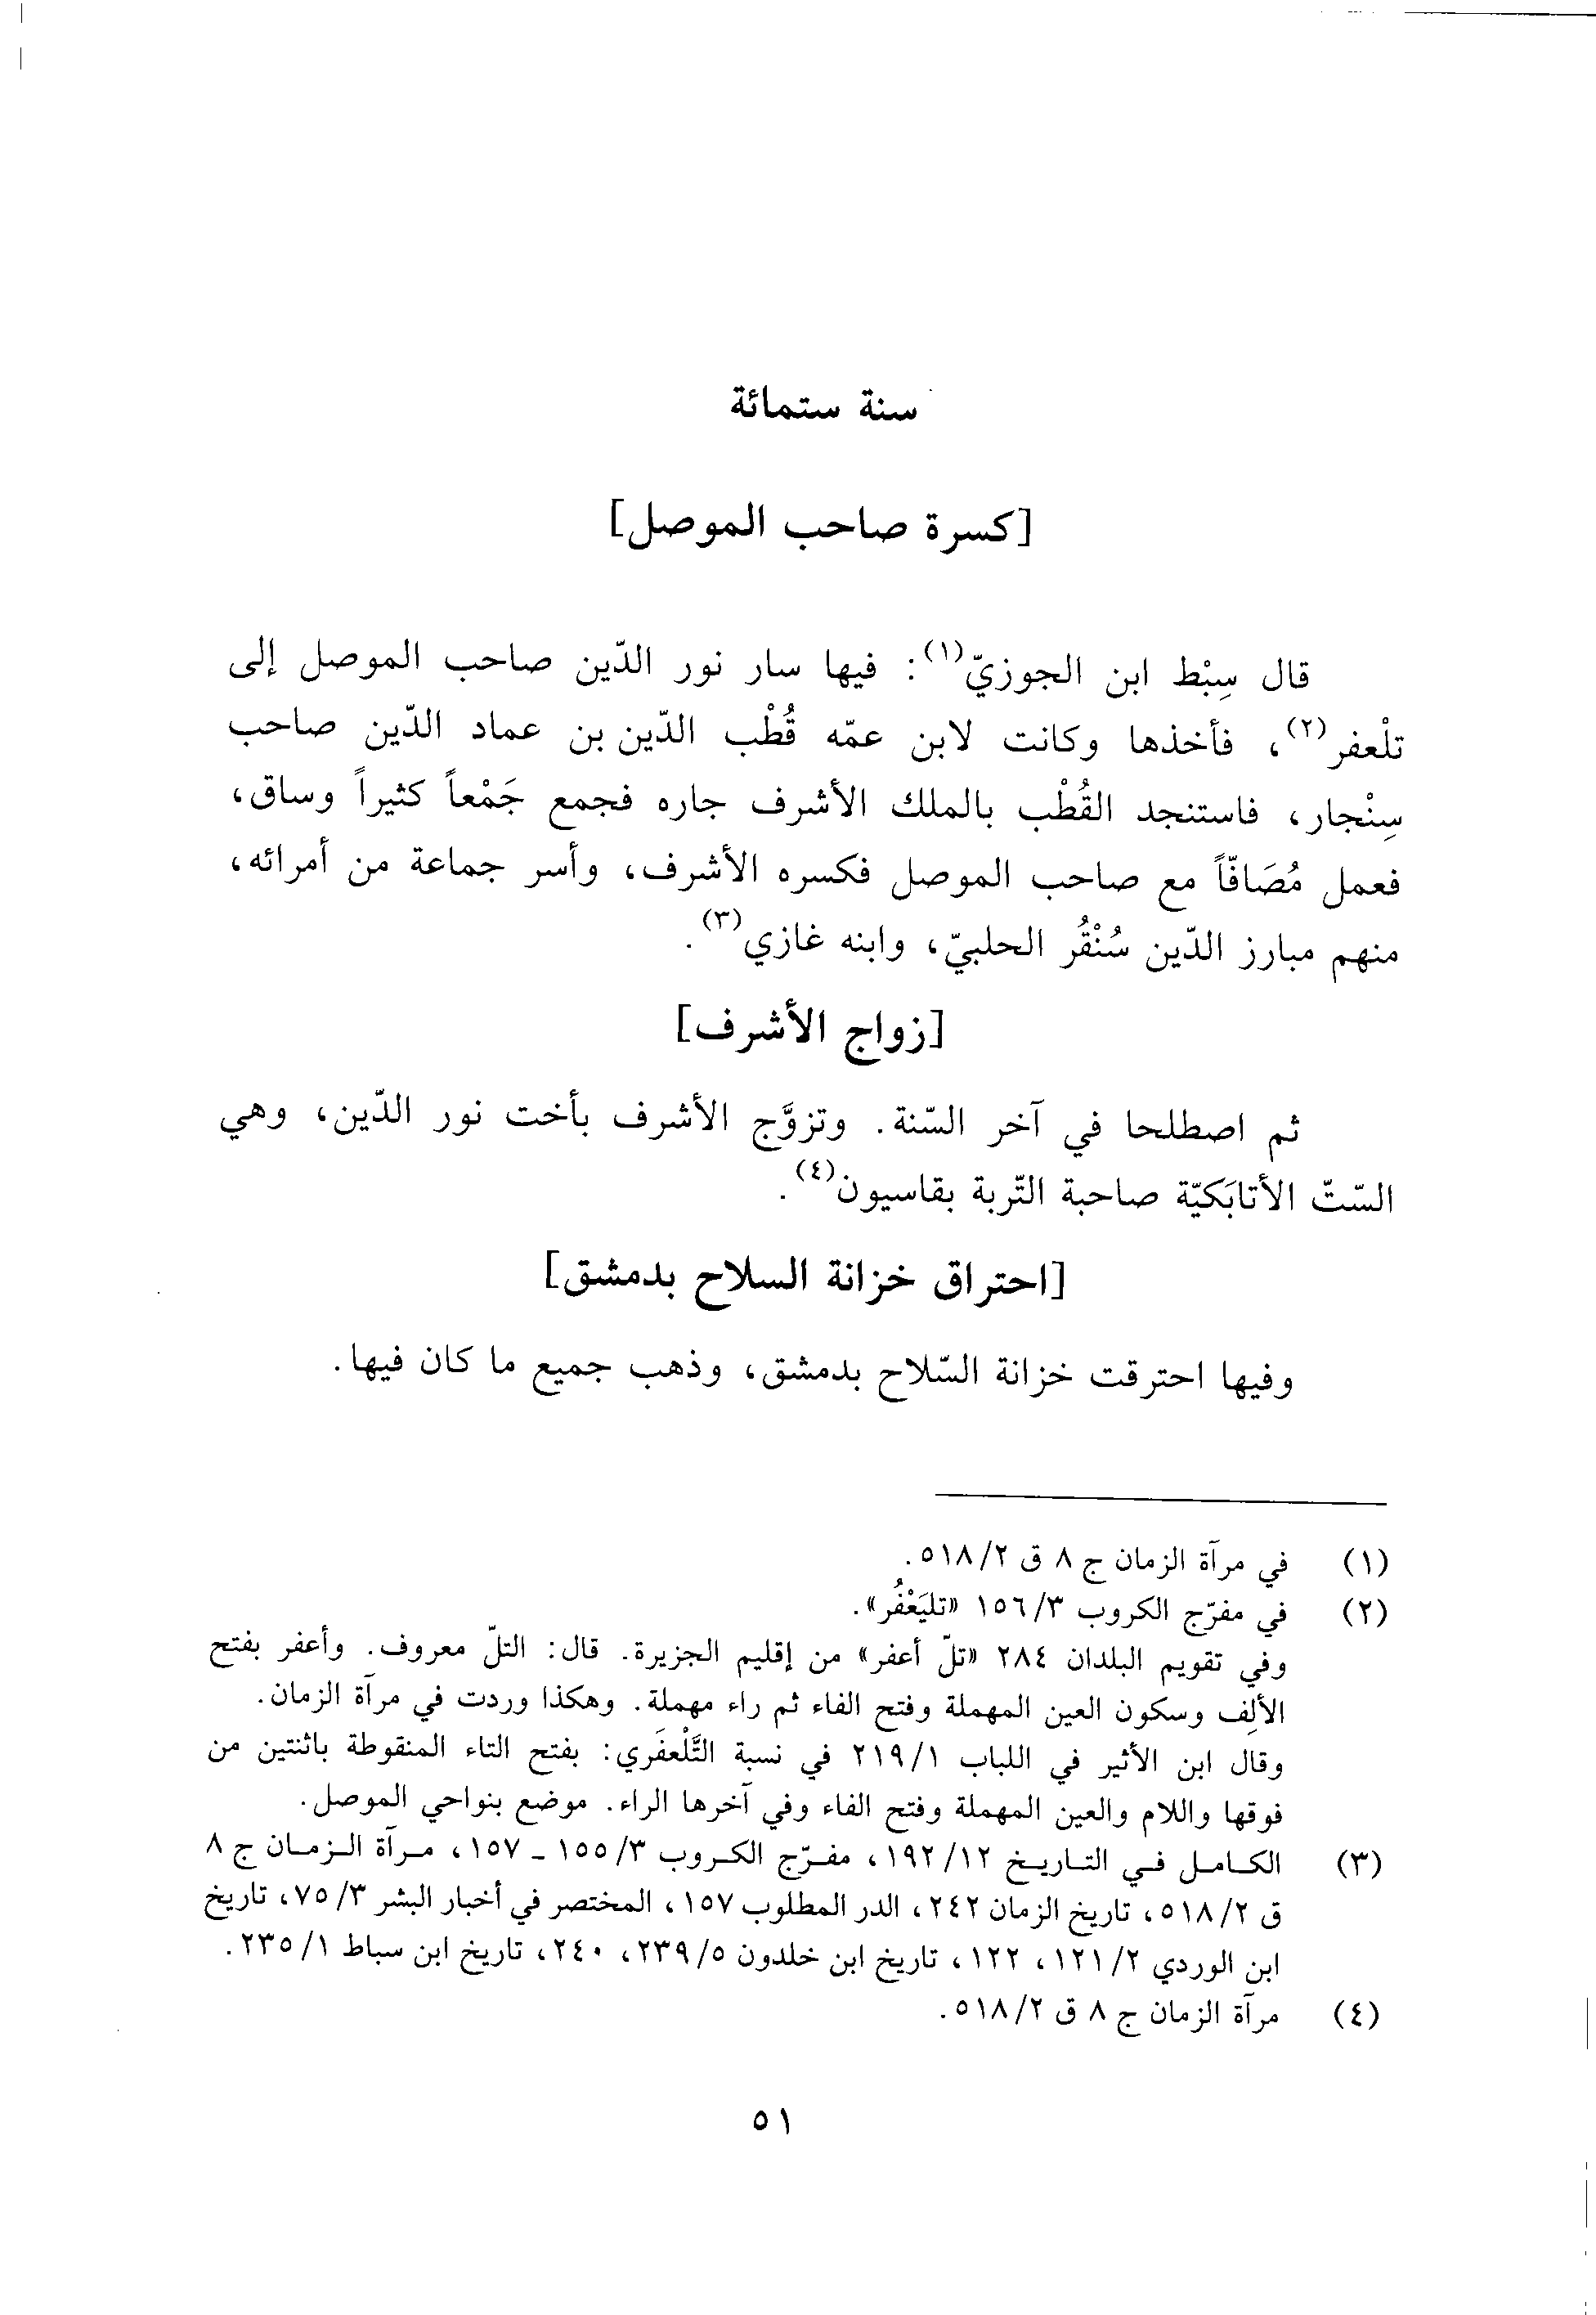 سنة ستمائة
[كسرة صاحب الموصل]
قال سِبْط ابن الجوزيّ(١): فيها سار نور الدّين صاحب الموصل إلى
تلْعفر(٢)، فأخذها وكانت لابن عمّه قُطْب الدّين بن عماد الدّين صاحب
سِنْجار، فاستنجد القُطْب بالملك الأشرف جاره فجمع جَمْعاً كثيراً وساق،
فعمل مُصَافّاً مع صاحب الموصل فكسره الأشرف، وأسر جماعة من أمرائه،
منهم مبارز الدّين سُنْقُر الحلبيّ، وابنه غازي(٣).
[زواج الأشرف]
ثم اصطلحا في آخر السّنة. وتزوَّج الأشرف بأخت نور الدّين، وهي
السّتّ الأتابَكيّة صاحبة التّربة بقاسيون(٤).
[احتراق خزانة السلاح بدمشق]
وفيها احترقت خزانة السّلاح بدمشق، وذهب جميع ما كان فيها.
(١) في مرآة الزمان ج ٨ ق ٢/٥١٨.
(٢) في مفرّج الكروب ٣/١٥٦ «تليَعْفُر».
وفي تقويم البلدان ٢٨٤ «تلّ أعفر» من إقليم الجزيرة. قال: التلّ معروف. وأعفر بفتح
الألِف وسكون العين المهملة وفتح الفاء ثم راء مهملة. وهكذا وردت في مرآة الزمان.
وقال ابن الأثير في اللباب ١/٢١٩ في نسبة التَّلْعفَري: بفتح التاء المنقوطة باثنتين من
فوقها واللام والعين المهملة وفتح الفاء وفي آخرها الراء. موضع بنواحي الموصل.
(٣) الكامل في التاريخ ١٢/١٩٢، مفرّج الكروب ٣/١٥٥ ـ ١٥٧، مرآة الزمان ج ٨
ق ٢/٥١٨، تاريخ الزمان ٢٤٢، الدر المطلوب ١٥٧، المختصر في أخبار البشر ٣/٧٥، تاريخ
ابن الوردي ٢/١٢١، ١٢٢، تاريخ ابن خلدون ٥/٢٣٩، ٢٤٠، تاريخ ابن سباط ١/٢٣٥.
(٤) مرآة الزمان ج ٨ ق ٢/٥١٨.
٥١